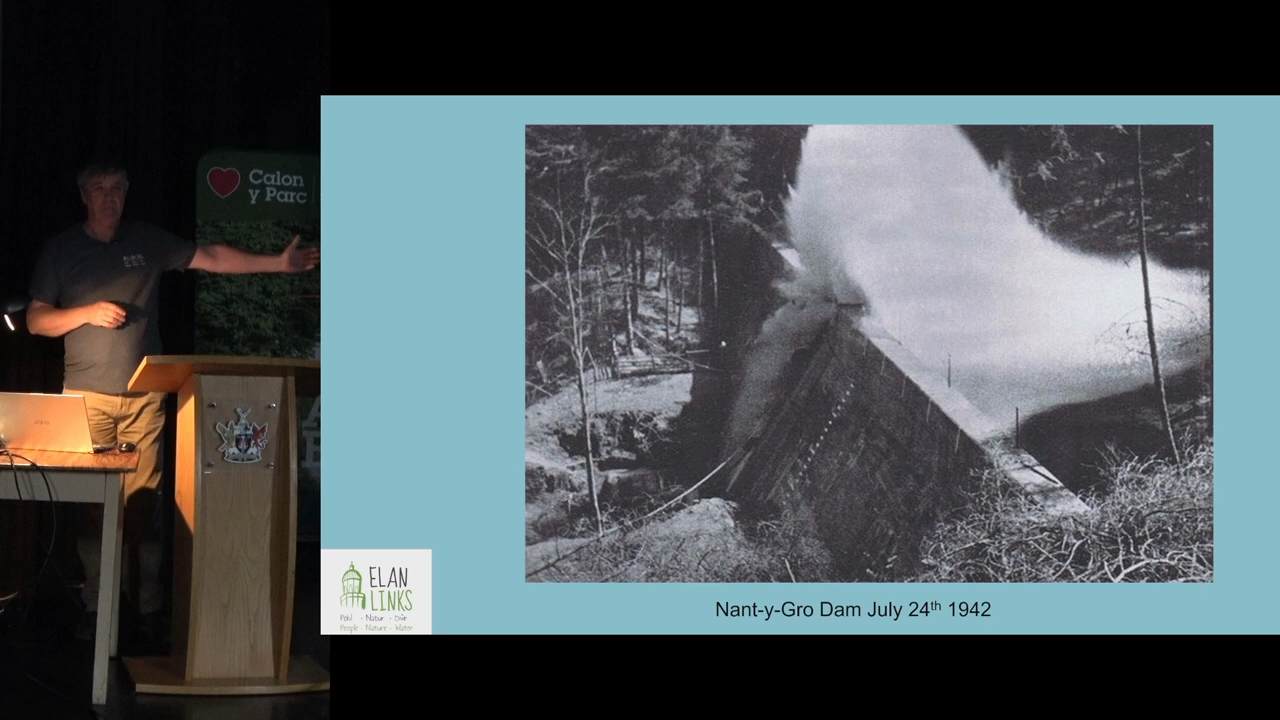 Calon
y Parc
ELAN
LINKS
Pobl - Natur - Dŵr
People - Nature - Water
Nant-y-Gro Dam July 24th 1942